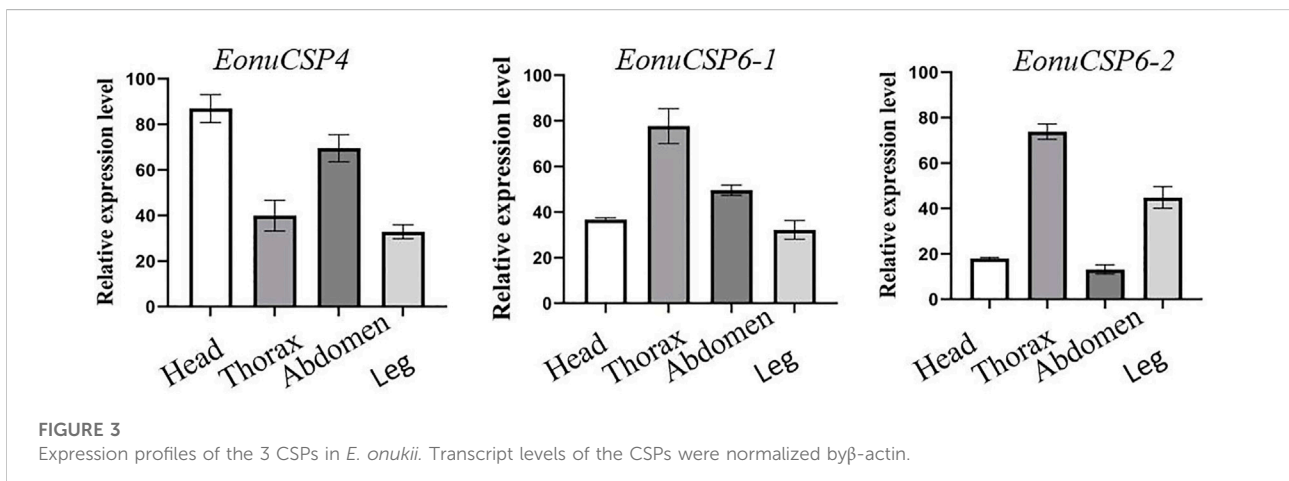 EonuCSP4
Relative expression level
100
80
60
40
20
0
Head
Thorax
Abdomen
Leg
EonuCSP6-1
Relative expression level
100
80
60
40
20
0
Head
Thorax
Abdomen
Leg
EonuCSP6-2
Relative expression level
100
80
60
40
20
0
Head
Thorax
Abdomen
Leg
FIGURE 3
Expression profiles of the 3 CSPs in E. onukii. Transcript levels of the CSPs were normalized byβ-actin.